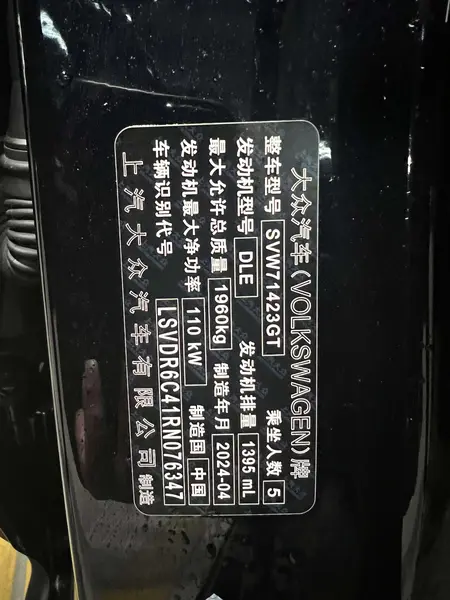 大众汽车(VOLKSWAGEN)牌
整车型号 SVW71423GT 乘坐人数 5
发动机型号 DLE 发动机排量 1395 mL
最大允许总质量 1960kg 制造年月 2024-04
发动机最大净功率 110 kW 制造国 中国
车辆识别代号 LSVDR6C41RN076347
上汽大众汽车有限公司制造